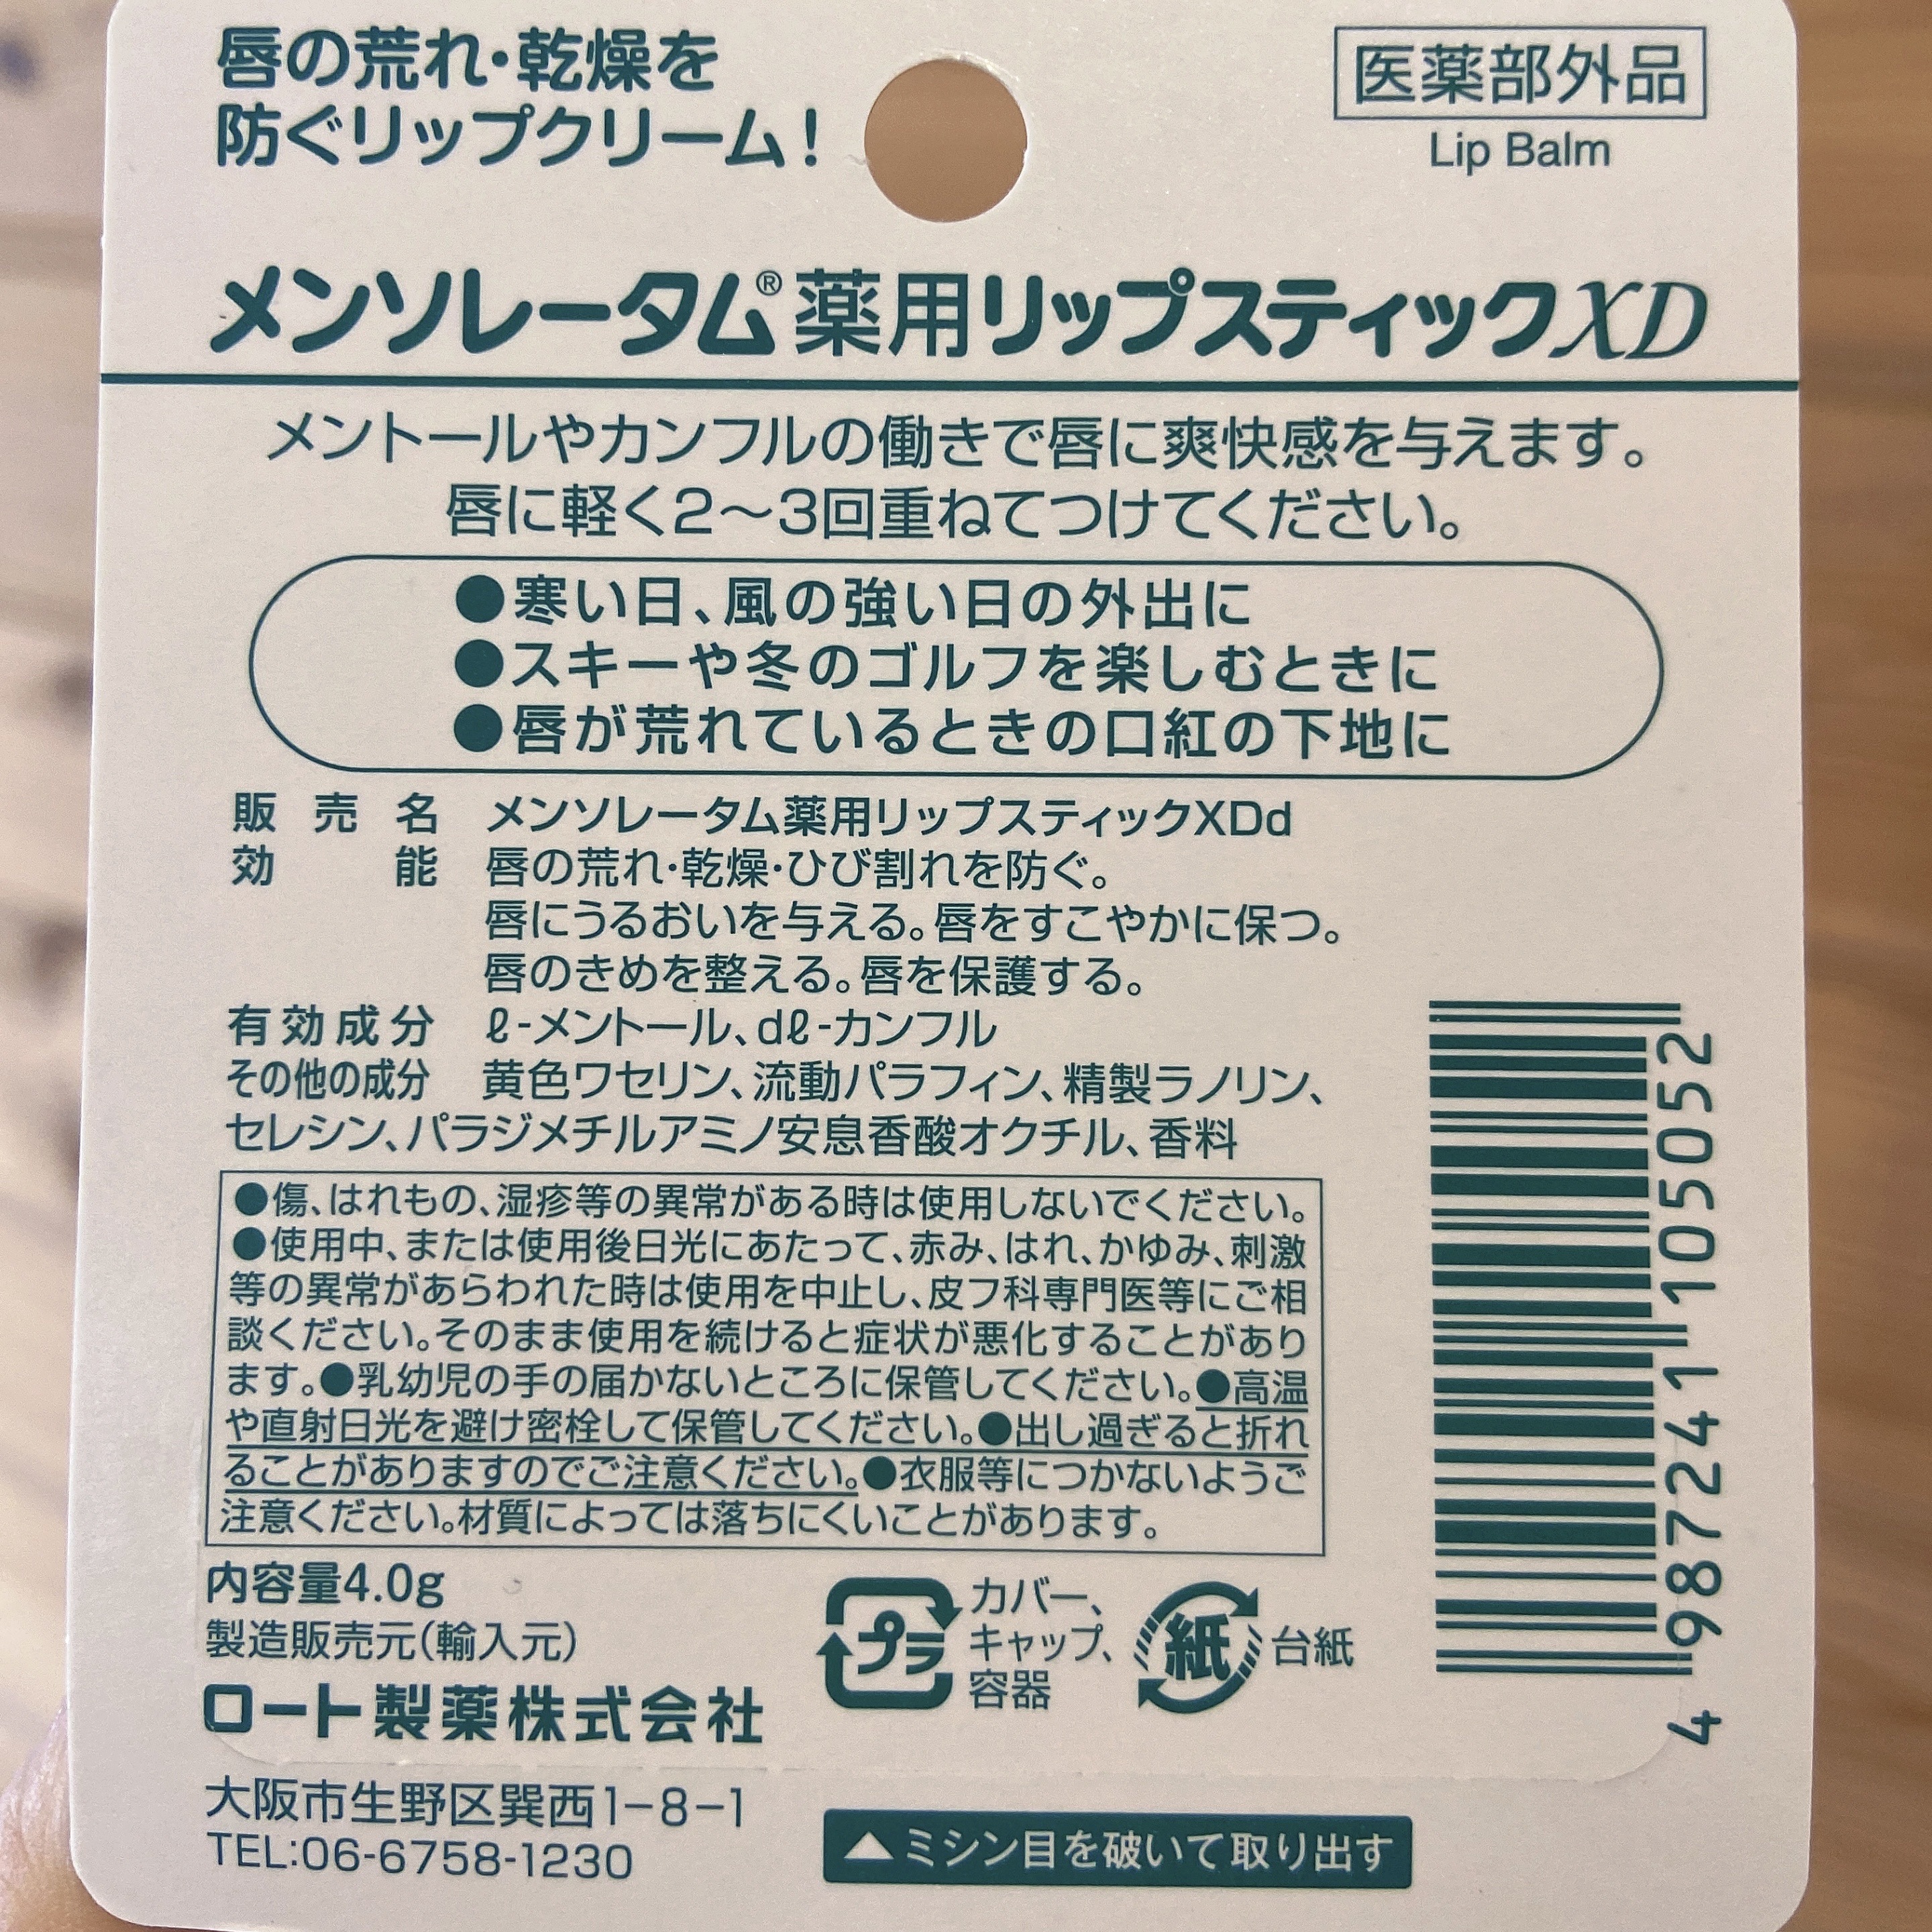 唇の荒れ・乾燥を
防ぐリップクリーム!
医薬部外品
Lip Balm
メンソレータム®薬用リップスティックXD
メントールやカンフルの働きで唇に爽快感を与えます。
唇に軽く2〜3回重ねてつけてください。
●寒い日、風の強い日の外出に
●スキーや冬のゴルフを楽しむときに
●唇が荒れているときの口紅の下地に
販売名 メンソレータム薬用リップスティックXDd
効能 唇の荒れ・乾燥・ひび割れを防ぐ。
唇にうるおいを与える。唇をすこやかに保つ。
唇のきめを整える。唇を保護する。
有効成分 ℓ-メントール、dℓ-カンフル
その他の成分 黄色ワセリン、流動パラフィン、精製ラノリン、
セレシン、パラジメチルアミノ安息香酸オクチル、香料
●傷、はれもの、湿疹等の異常がある時は使用しないでください。
●使用中、または使用後日光にあたって、赤み、はれ、かゆみ、刺激
等の異常があらわれた時は使用を中止し、皮フ科専門医等にご相
談ください。そのまま使用を続けると症状が悪化することがあり
ます。●乳幼児の手の届かないところに保管してください。●高温
や直射日光を避け密栓して保管してください。●出し過ぎると折れ
ることがありますのでご注意ください。●衣服等につかないようご
注意ください。材質によっては落ちにくいことがあります。
内容量4.0g
製造販売元(輸入元)
ロート製薬株式会社
大阪市生野区巽西1-8-1
TEL:06-6758-1230
プラ
カバー、
キャップ、
容器
紙
台紙
▲ミシン目を破いて取り出す
4 987241 105052